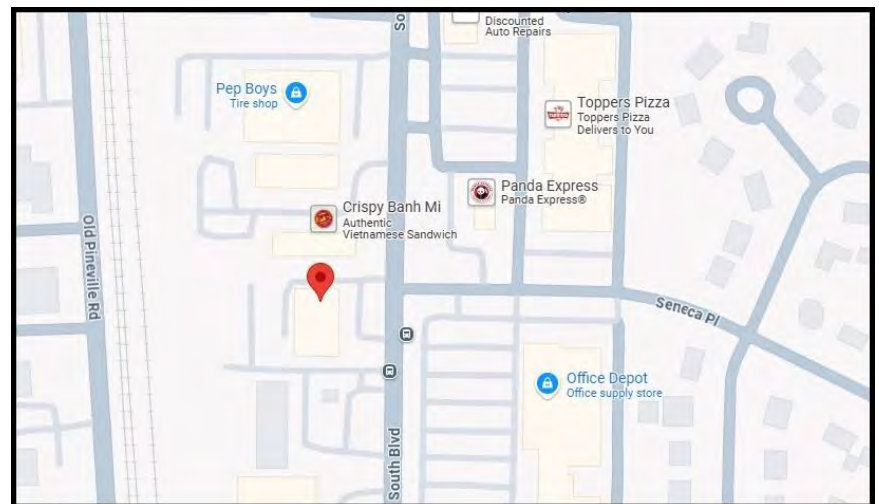 So
Discounted
Auto Repairs
Pep Boys
Tire shop
Toppers Pizza
Toppers Pizza
Delivers to You
Panda Express
Panda Express®
Crispy Banh Mi
Authentic
Vietnamese Sandwich
Old Pineville Rd
Seneca Pl
Office Depot
Office supply store
South Blvd